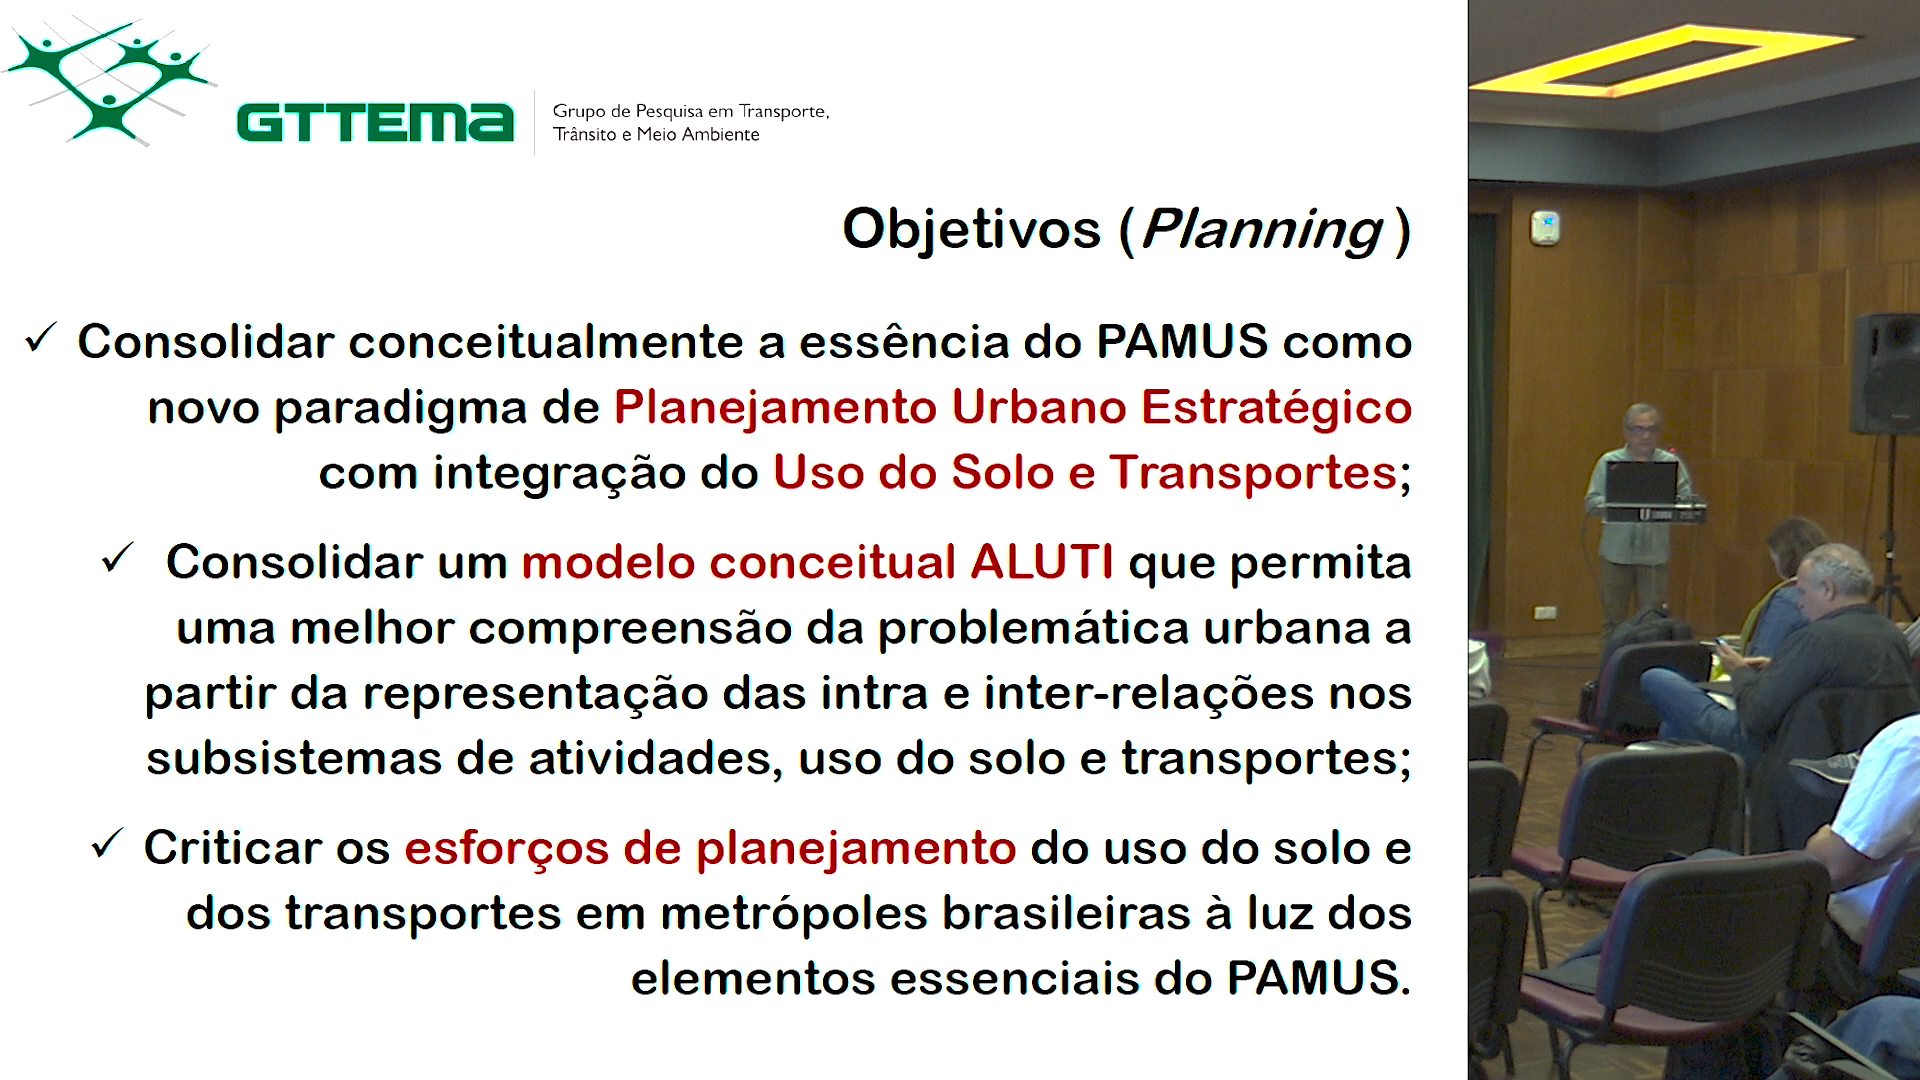 GTTEMA
Grupo de Pesquisa em Transporte,
Trânsito e Meio Ambiente
Objetivos (Planning )
✓ Consolidar conceitualmente a essência do PAMUS como
novo paradigma de Planejamento Urbano Estratégico
com integração do Uso do Solo e Transportes;
✓ Consolidar um modelo conceitual ALUTI que permita
uma melhor compreensão da problemática urbana a
partir da representação das intra e inter-relações nos
subsistemas de atividades, uso do solo e transportes;
✓ Criticar os esforços de planejamento do uso do solo e
dos transportes em metrópoles brasileiras à luz dos
elementos essenciais do PAMUS.